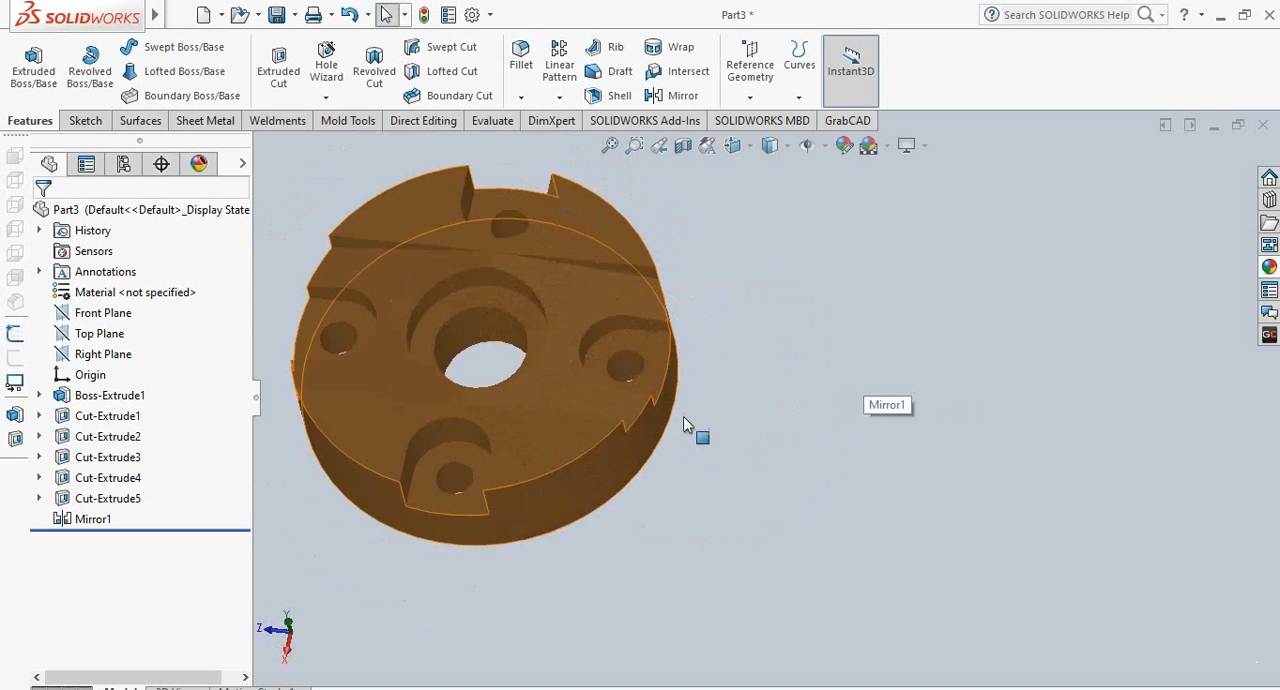 SOLIDWORKS
Part3 *
Search SOLIDWORKS Help
?
Extruded Boss/Base
Revolved Boss/Base
Swept Boss/Base
Lofted Boss/Base
Boundary Boss/Base
Extruded Cut
Hole Wizard
Revolved Cut
Swept Cut
Lofted Cut
Boundary Cut
Fillet
Linear Pattern
Rib
Draft
Shell
Wrap
Intersect
Mirror
Reference Geometry
Curves
Instant3D
Features
Sketch
Surfaces
Sheet Metal
Weldments
Mold Tools
Direct Editing
Evaluate
DimXpert
SOLIDWORKS Add-Ins
SOLIDWORKS MBD
GrabCAD
Part3 (Default<<Default>_Display State
History
Sensors
Annotations
Material <not specified>
Front Plane
Top Plane
Right Plane
Origin
Boss-Extrude1
Cut-Extrude1
Cut-Extrude2
Cut-Extrude3
Cut-Extrude4
Cut-Extrude5
Mirror1
Mirror1
Y
Z
X